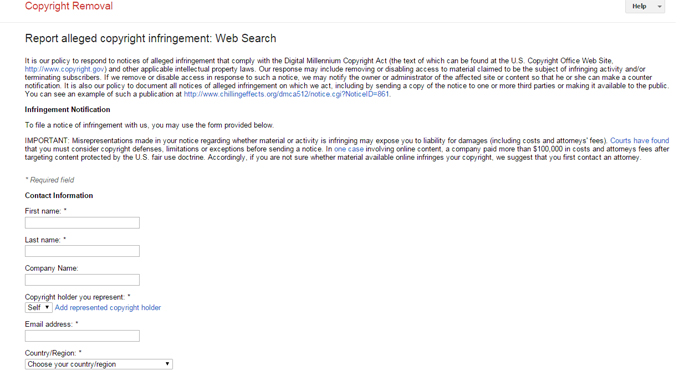 Copyright Removal
Help
Report alleged copyright infringement: Web Search
It is our policy to respond to notices of alleged infringement that comply with the Digital Millennium Copyright Act (the text of which can be found at the U.S. Copyright Office Web Site,
http://www.copyright.gov) and other applicable intellectual property laws. Our response may include removing or disabling access to material claimed to be the subject of infringing activity and/or
terminating subscribers. If we remove or disable access in response to such a notice, we may notify the owner or administrator of the affected site or content so that he or she can make a counter
notification. It is also our policy to document all notices of alleged infringement on which we act, including by sending a copy of the notice to one or more third parties or making it available to the public.
You can see an example of such a publication at http://www.chillingeffects.org/dmca512/notice.cgi?NoticeID=861.
Infringement Notification
To file a notice of infringement with us, you may use the form provided below.
IMPORTANT: Misrepresentations made in your notice regarding whether material or activity is infringing may expose you to liability for damages (including costs and attorneys' fees). Courts have found
that you must consider copyright defenses, limitations or exceptions before sending a notice. In one case involving online content, a company paid more than $100,000 in costs and attorneys fees after
targeting content protected by the U.S. fair use doctrine. Accordingly, if you are not sure whether material available online infringes your copyright, we suggest that you first contact an attorney.
* Required field
Contact Information
First name: *
Last name: *
Company Name:
Copyright holder you represent: *
Self Add represented copyright holder
Email address: *
Country/Region: *
Choose your country/region